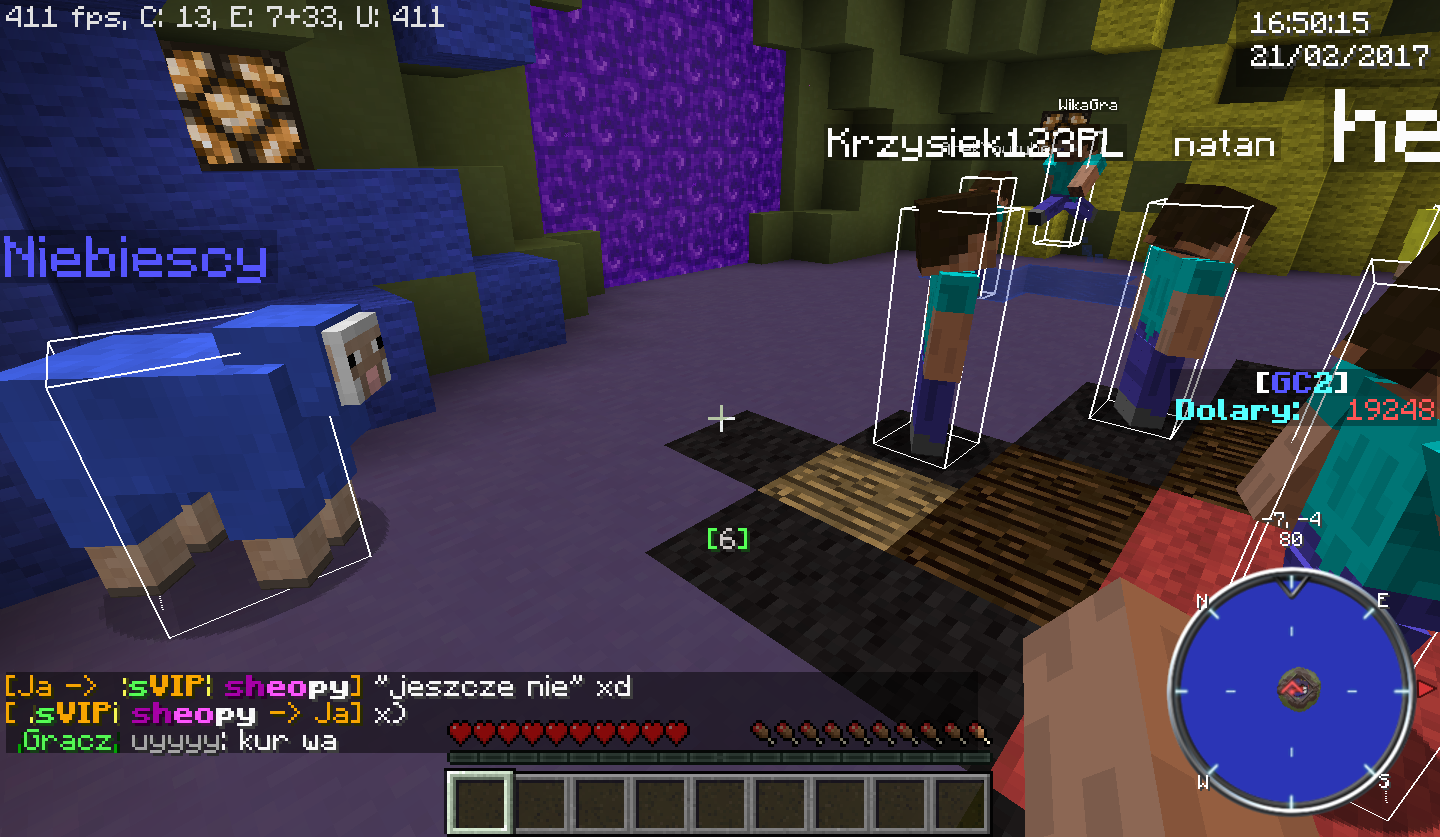 411 fps, C: 13, E: 7+33, U: 411
16:50:15
21/02/2017
WikaGra
Krzysiek123PL
natan
he
Niebiescy
[GC2]
Dolary: 19248
[6]
-7, -4
80
N
E
W
S
[Ja -> ¦sVIP¦ sheopy] "jeszcze nie" xd
[ .sVIP¡ sheopy -> Ja] x)
Gracz uyyyy: kur wa